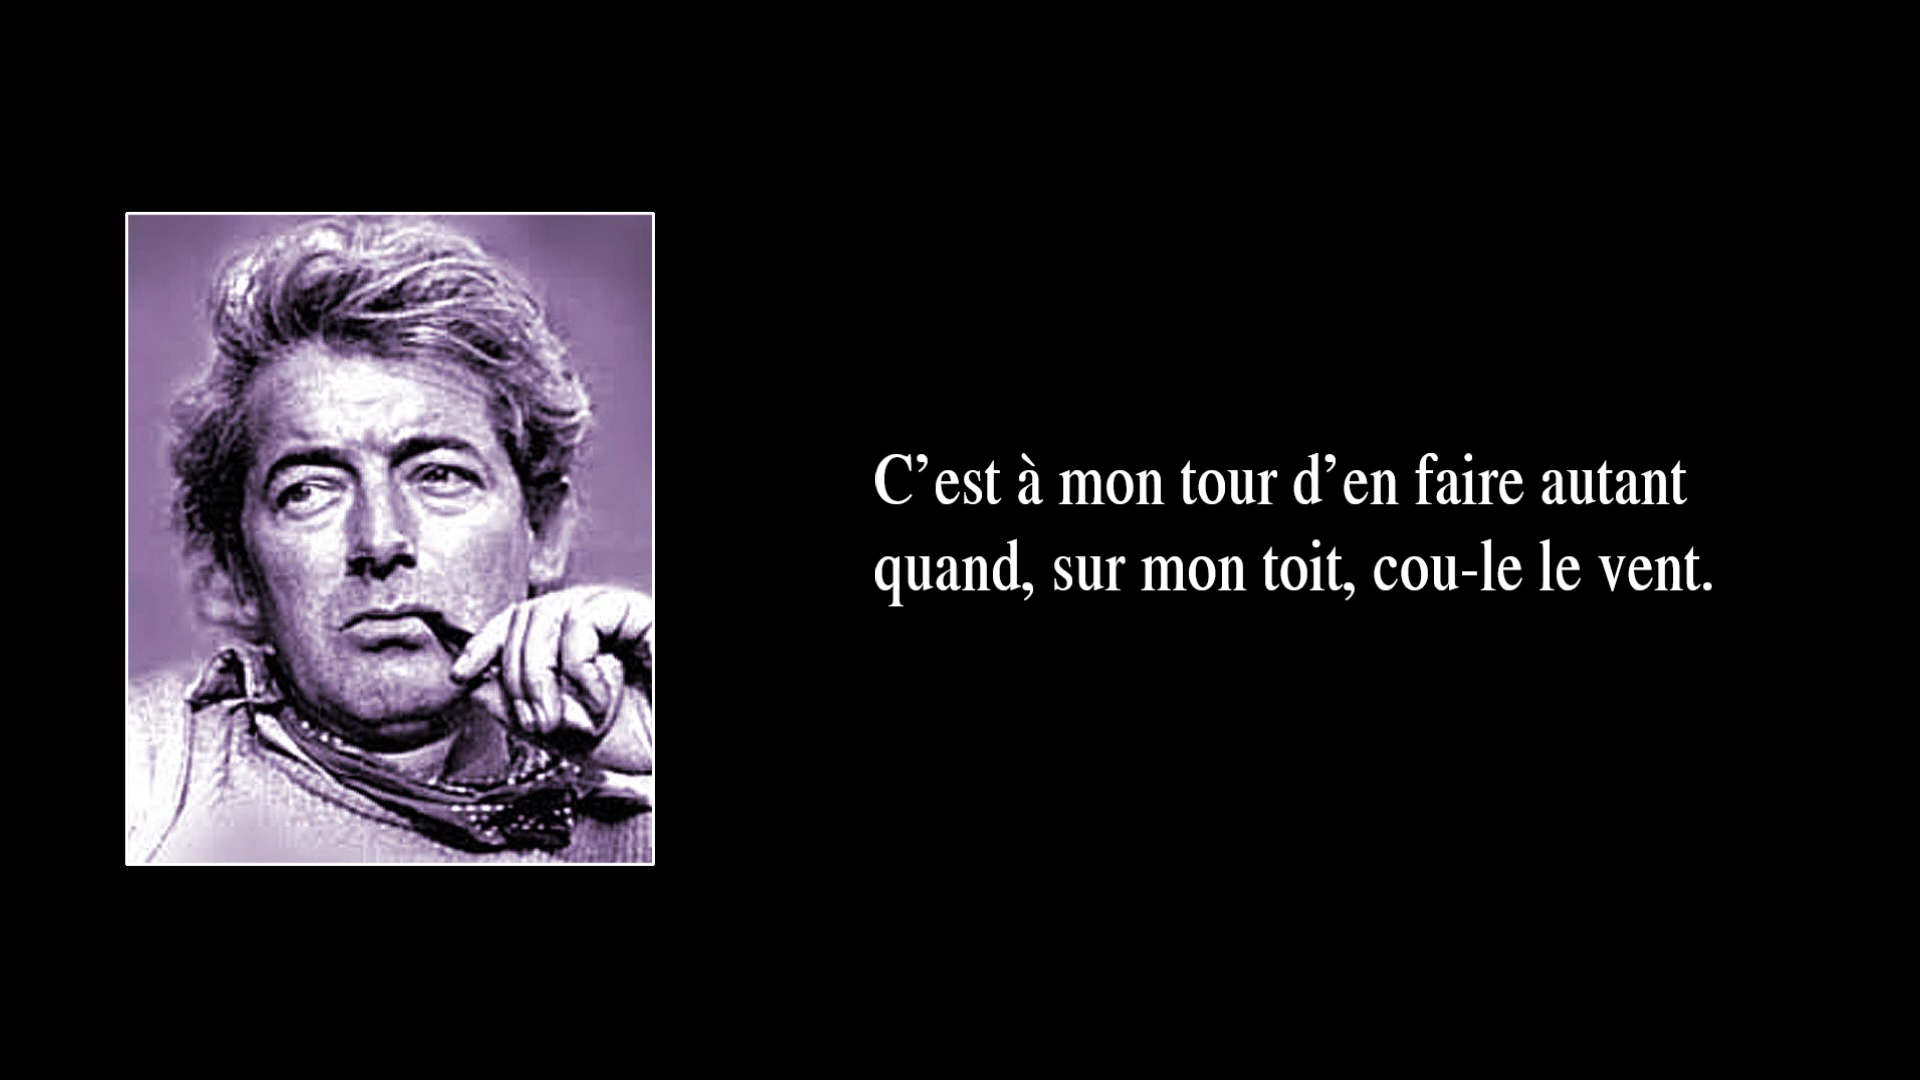 C’est à mon tour d’en faire autant
quand, sur mon toit, cou-le le vent.